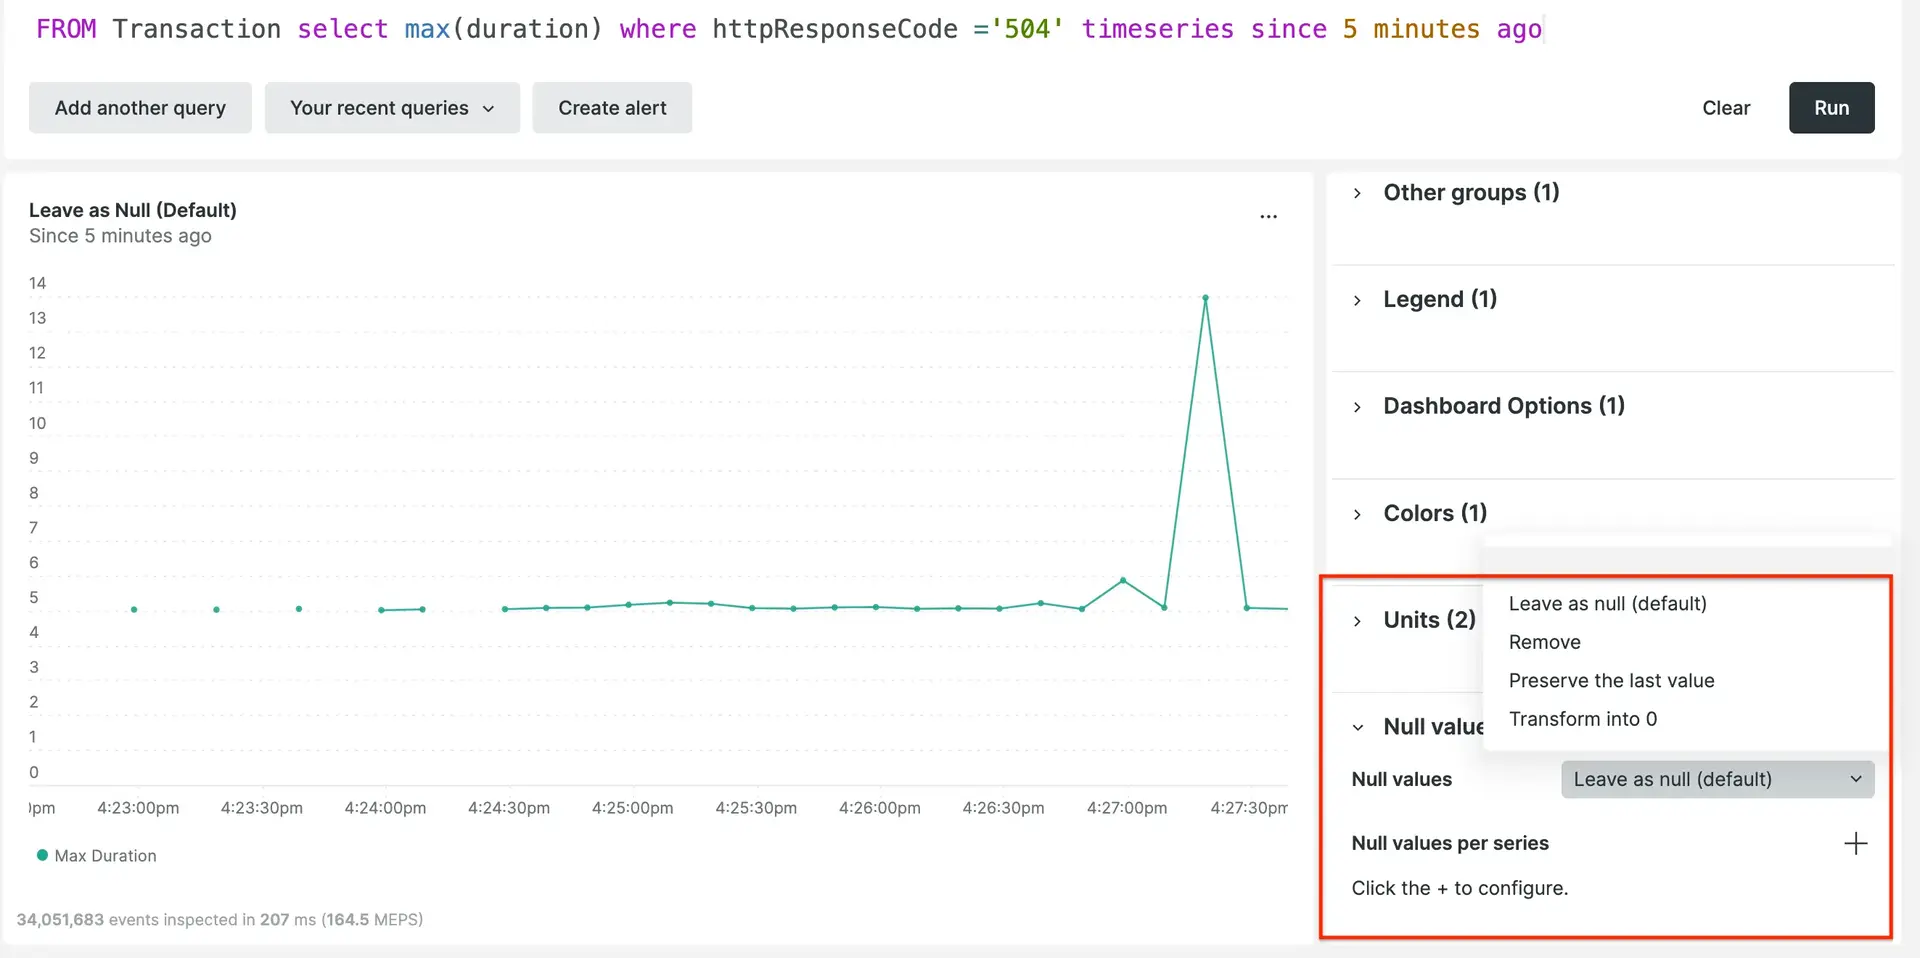 FROM Transaction select max(duration) where httpResponseCode ='504' timeseries since 5 minutes ago
Add another query
Your recent queries
Create alert
Clear
Run
Leave as Null (Default)
Since 5 minutes ago
...
14
13
12
11
10
9
8
7
6
5
4
3
2
1
0
pm 4:23:00pm 4:23:30pm 4:24:00pm 4:24:30pm 4:25:00pm 4:25:30pm 4:26:00pm 4:26:30pm 4:27:00pm 4:27:30pm
Max Duration
34,051,683 events inspected in 207 ms (164.5 MEPS)
Other groups (1)
Legend (1)
Dashboard Options (1)
Colors (1)
Units (2)
Leave as null (default)
Remove
Preserve the last value
Transform into 0
Null value
Null values
Leave as null (default)
Null values per series
+
Click the + to configure.